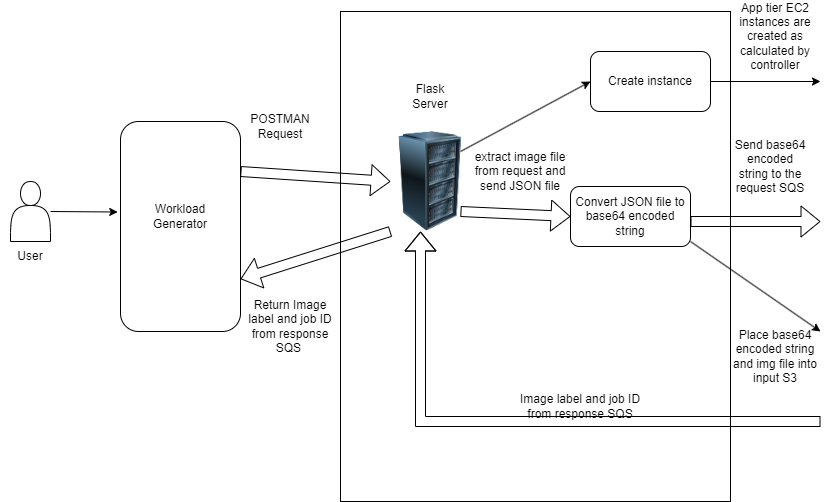 App tier EC2
instances are
created as
calculated by
controller
Create instance
Flask
Server
POSTMAN
Request
extract image file
from request and
send JSON file
Send base64
encoded
string to the
request SQS
Workload
Generator
Convert JSON file to
base64 encoded
string
User
Return Image
label and job ID
from response
SQS
Place base64
encoded string
and img file into
input S3
Image label and job ID
from response SQS